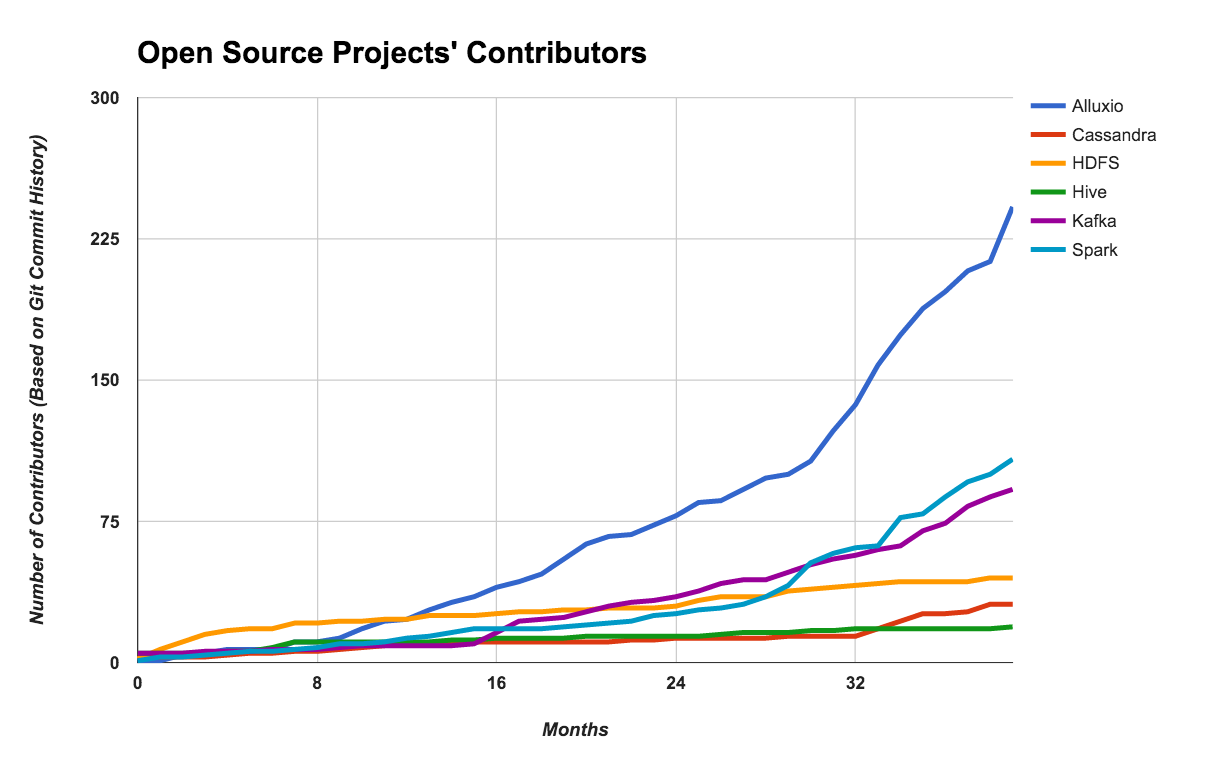 Open Source Projects' Contributors
Number of Contributors (Based on Git Commit History)
300
225
150
75
0
0
8
16
24
32
Months
Alluxio
Cassandra
HDFS
Hive
Kafka
Spark